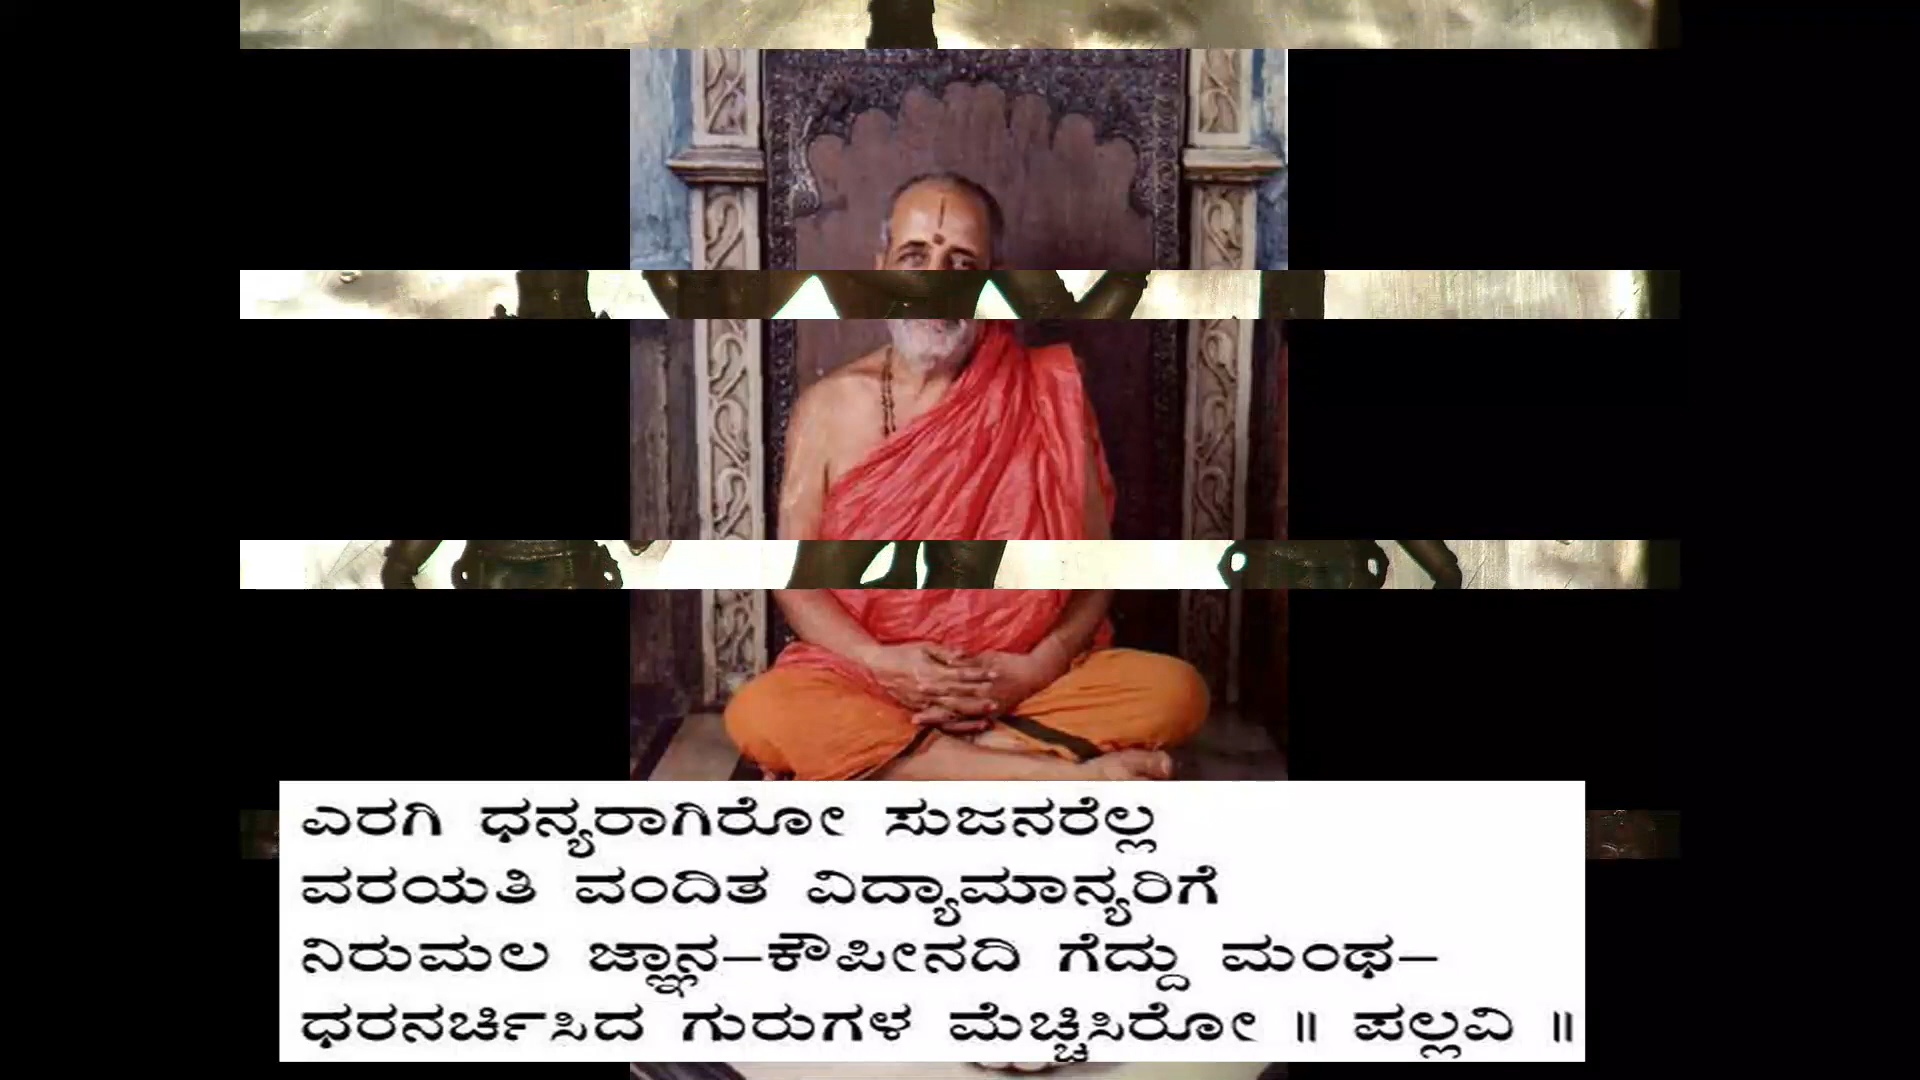 ಎರಗಿ ಧನ್ಯರಾಗಿರೋ ಸುಜನರೆಲ್ಲ
ವರಯತಿ ವಂದಿತ ವಿದ್ಯಾಮಾನ್ಯರಿಗೆ
ನಿರುಮಲ ಜ್ಞಾನ–ಕೌಪೀನದಿ ಗೆದ್ದು ಮಂಥ–
ಧರನರ್ಚಿಸಿದ ಗುರುಗಳ ಮೆಚ್ಚಿಸಿರೋ ॥ ಪಲ್ಲವಿ ॥